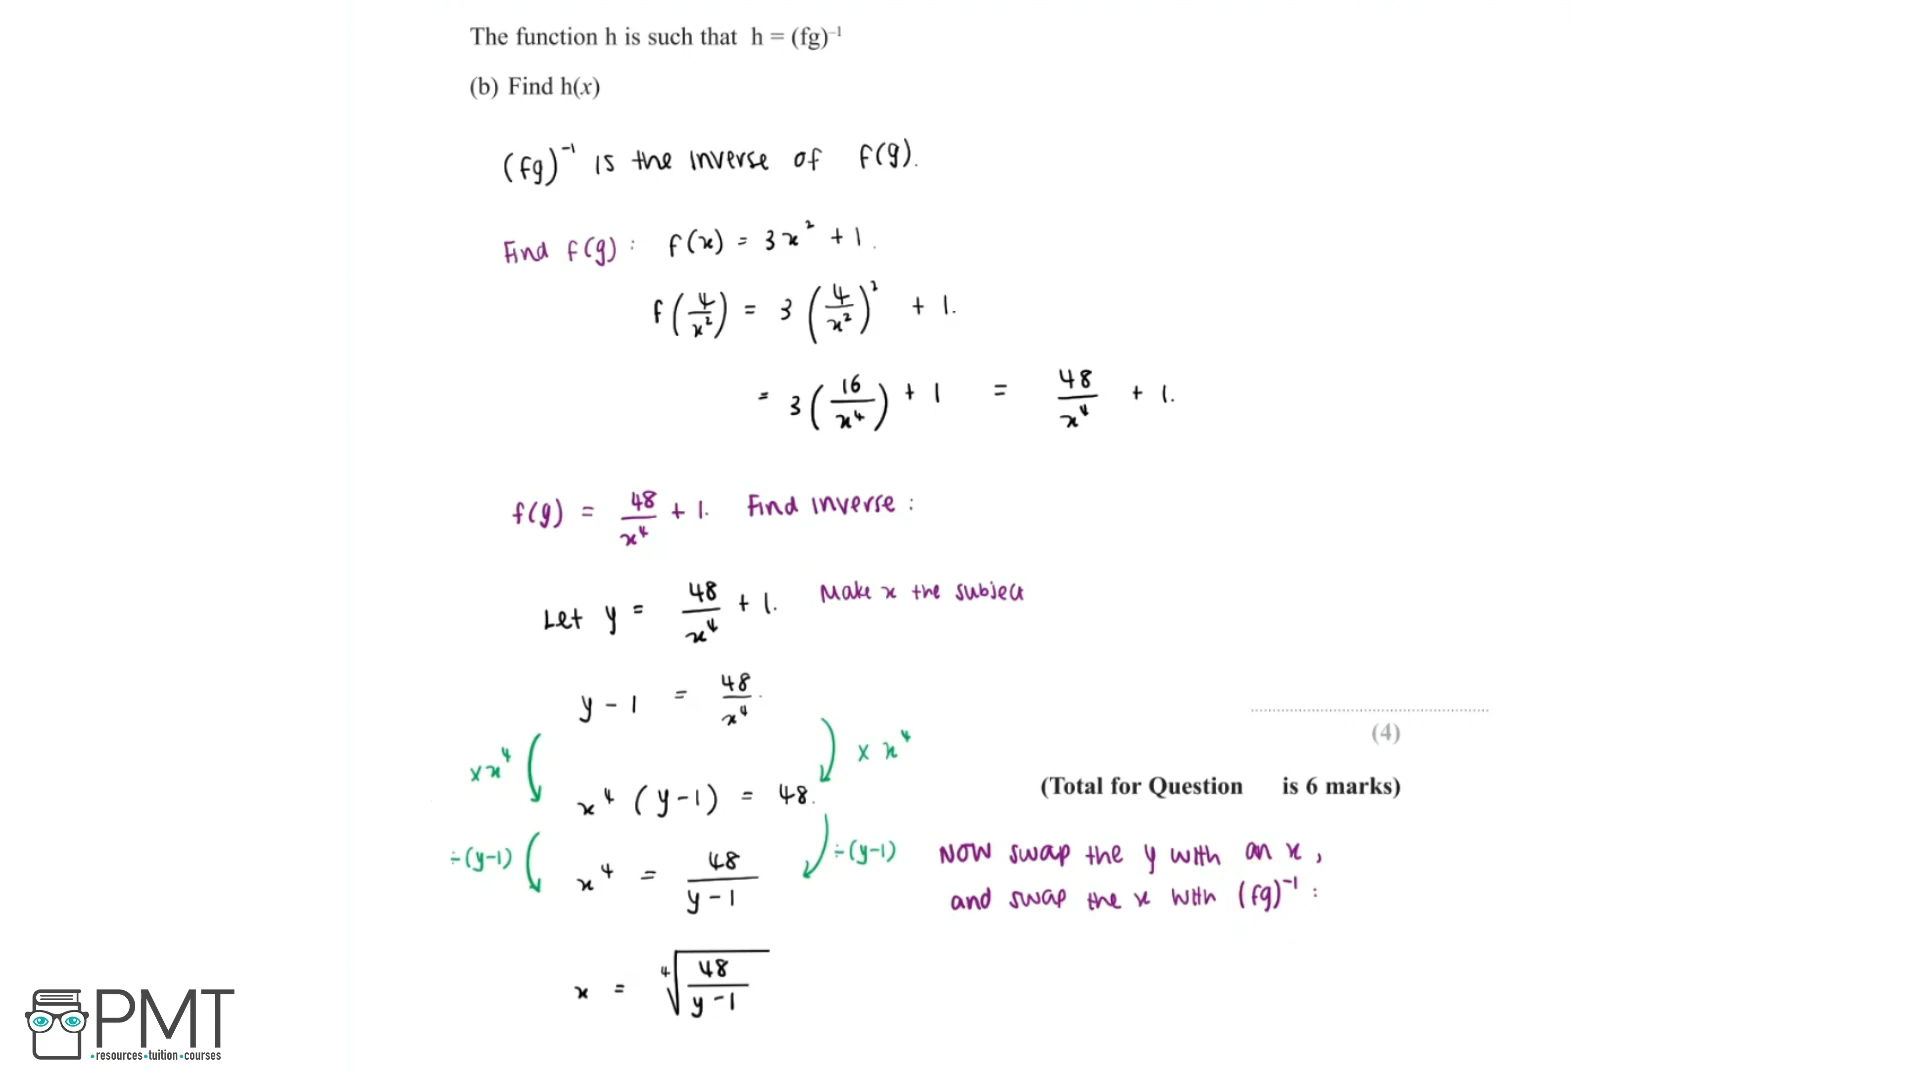 The function h is such that h = (fg)⁻¹
(b) Find h(x)
(fg)⁻¹ is the inverse of f(g).
Find f(g) : f(x) = 3x² + 1.
f(4/x²) = 3(4/x²)² + 1.
= 3(16/x⁴) + 1 = 48/x⁴ + 1.
f(g) = 48/x⁴ + 1. Find inverse :
Let y = 48/x⁴ + 1. Make x the subject
y - 1 = 48/x⁴.
×x⁴ × x⁴
x⁴ (y-1) = 48.
(4)
(Total for Question is 6 marks)
÷(y-1) ÷(y-1)
x⁴ = 48/(y-1)
Now swap the y with an x,
and swap the x with (fg)⁻¹ :
x = ⁴√(48/(y-1))
PMT
•resources•tuition•courses